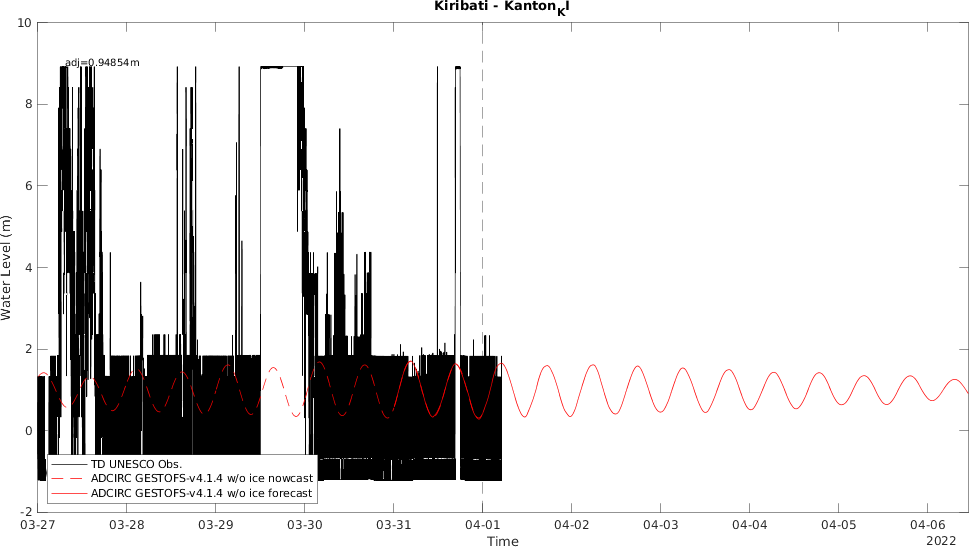 Kiribati - Kanton_KI
10
adj=0.94854m
8
6
4
2
0
-2
Water Level (m)
TD UNESCO Obs.
ADCIRC GESTOFS-v4.1.4 w/o ice nowcast
ADCIRC GESTOFS-v4.1.4 w/o ice forecast
03-27 03-28 03-29 03-30 03-31 04-01 04-02 04-03 04-04 04-05 04-06
Time
2022